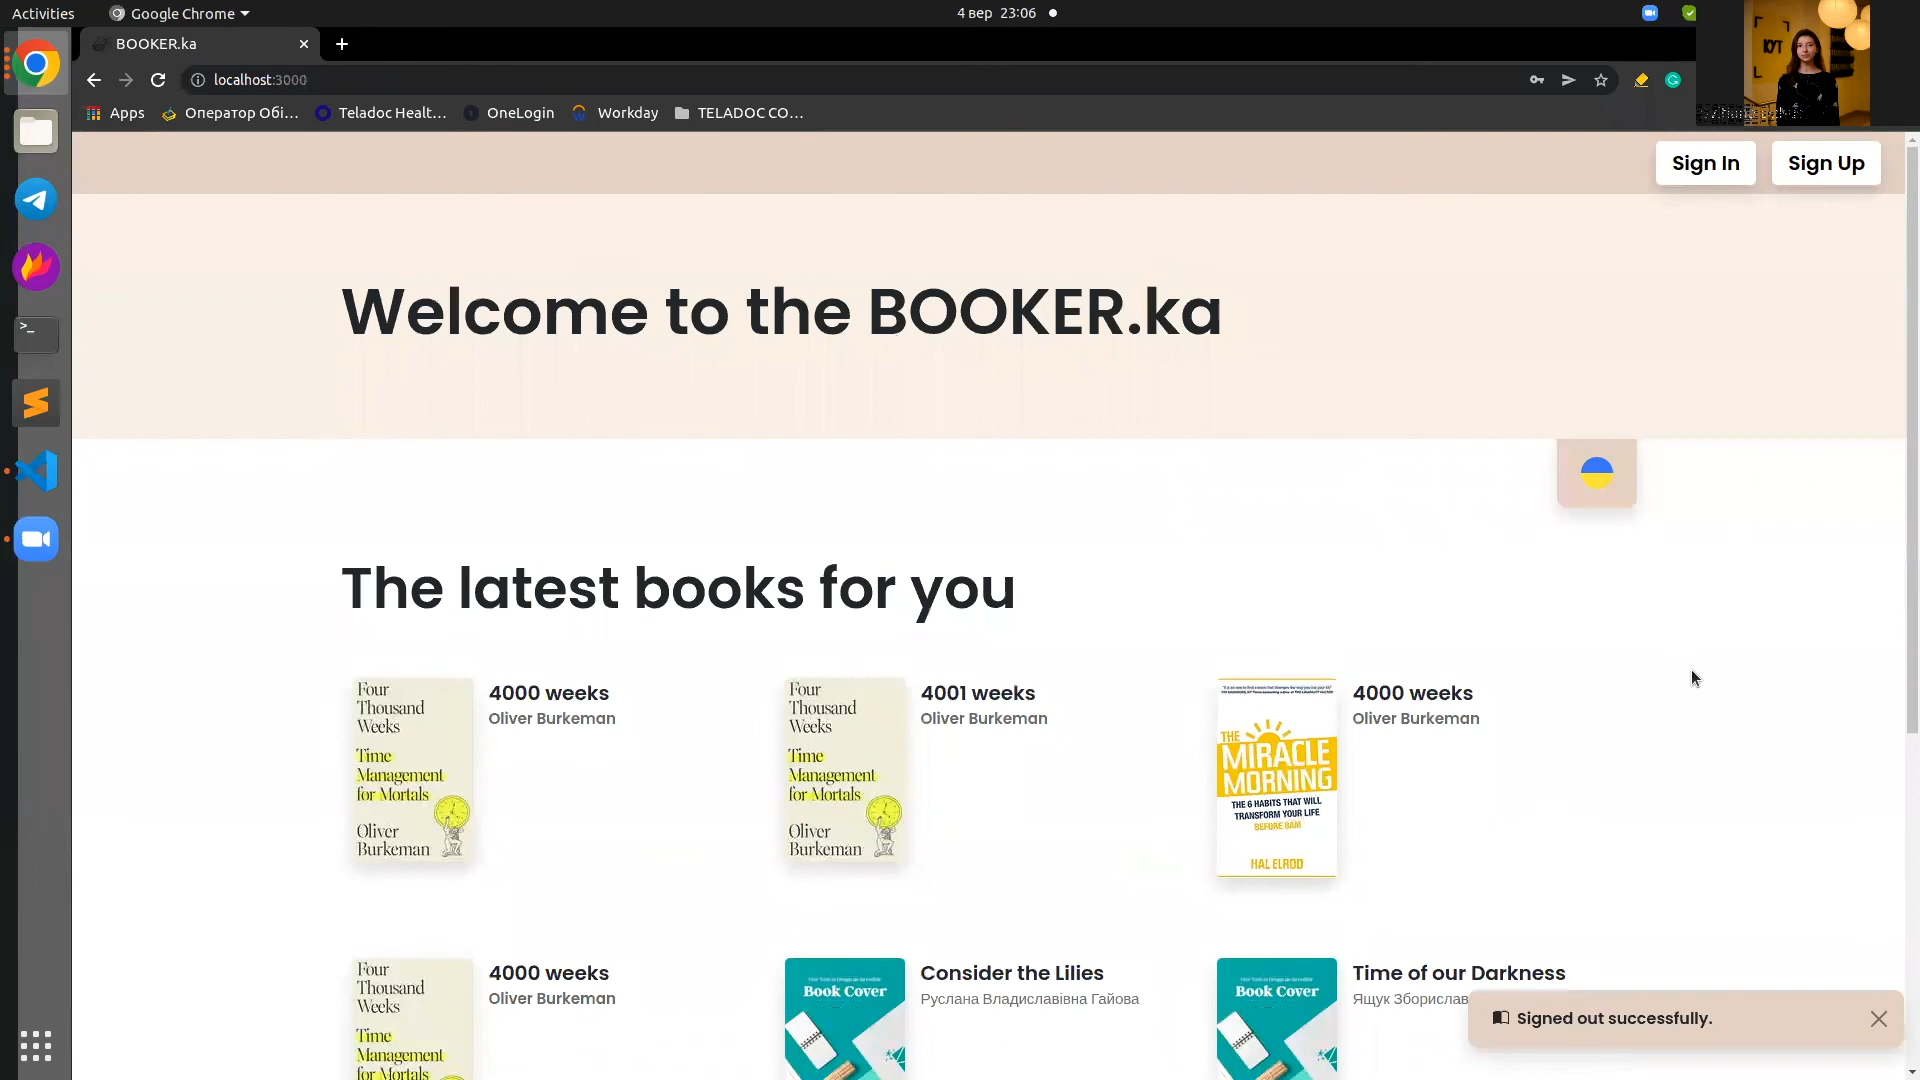 Activities
Google Chrome
4 вер 23:06
BOOKER.ka
localhost:3000
Apps
Оператор Обі...
Teladoc Healt...
OneLogin
Workday
TELADOC CO...
КУТ
Sign In
Sign Up
Welcome to the BOOKER.ka
The latest books for you
Four
Thousand
Weeks
Time
Management
for Mortals
Oliver
Burkeman
4000 weeks
Oliver Burkeman
Four
Thousand
Weeks
Time
Management
for Mortals
Oliver
Burkeman
4001 weeks
Oliver Burkeman
THE
MIRACLE
MORNING
THE 6 HABITS THAT WILL
TRANSFORM YOUR LIFE
BEFORE 8AM
HAL ELROD
4000 weeks
Oliver Burkeman
Four
Thousand
Weeks
Time
Management
for Mortals
4000 weeks
Oliver Burkeman
Book Cover
Consider the Lilies
Руслана Владиславівна Гайова
Book Cover
Time of our Darkness
Ящук Зборислав
Signed out successfully.